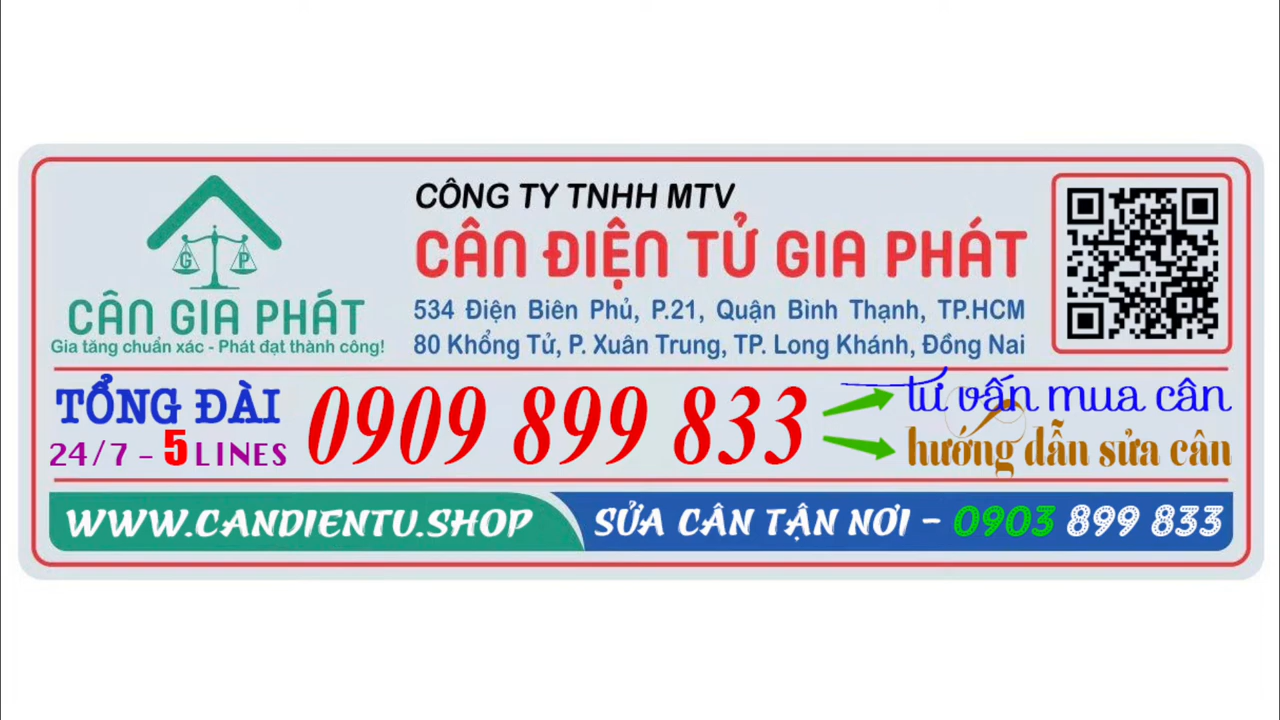 G P
CÂN GIA PHÁT
Gia tăng chuẩn xác - Phát đạt thành công!
CÔNG TY TNHH MTV
CÂN ĐIỆN TỬ GIA PHÁT
534 Điện Biên Phủ, P.21, Quận Bình Thạnh, TP.HCM
80 Khổng Tử, P. Xuân Trung, TP. Long Khánh, Đồng Nai
TỔNG ĐÀI
24/7 - 5 LINES
0909 899 833
tư vấn mua cân
hướng dẫn sửa cân
WWW.CANDIENTU.SHOP
SỬA CÂN TẬN NƠI - 0903 899 833